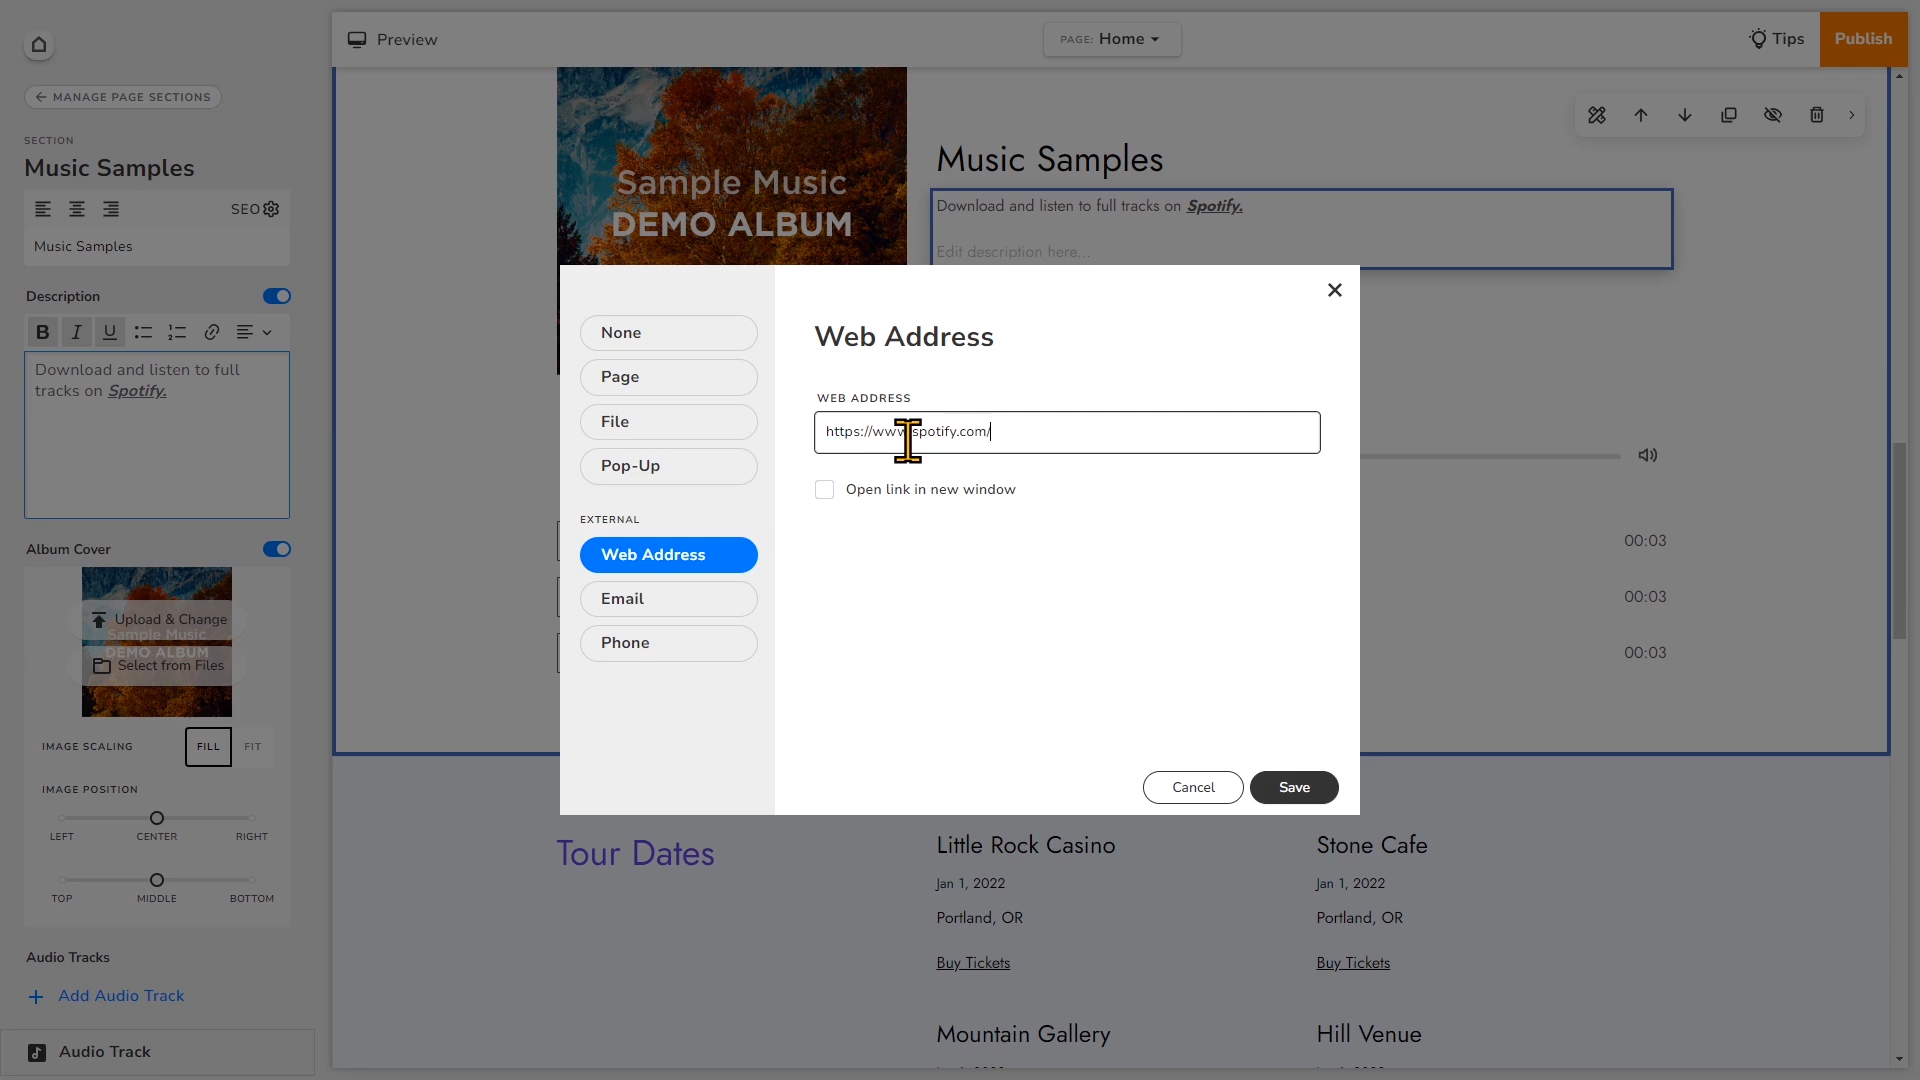 Preview
PAGE: Home
Tips
Publish
MANAGE PAGE SECTIONS
SECTION
Music Samples
SEO
Music Samples
Description
B I U
Download and listen to full
tracks on Spotify.
Album Cover
Upload & Change
Sample Music
DEMO ALBUM
Select from Files
IMAGE SCALING
FILL
FIT
IMAGE POSITION
LEFT
CENTER
RIGHT
TOP
MIDDLE
BOTTOM
Audio Tracks
+ Add Audio Track
Audio Track
Sample Music
DEMO ALBUM
Music Samples
Download and listen to full tracks on Spotify.
Edit description here...
00:03
00:03
00:03
None
Page
File
Pop-Up
EXTERNAL
Web Address
Email
Phone
Web Address
WEB ADDRESS
https://www.spotify.com/
Open link in new window
Cancel
Save
Tour Dates
Little Rock Casino
Jan 1, 2022
Portland, OR
Buy Tickets
Stone Cafe
Jan 1, 2022
Portland, OR
Buy Tickets
Mountain Gallery
Hill Venue